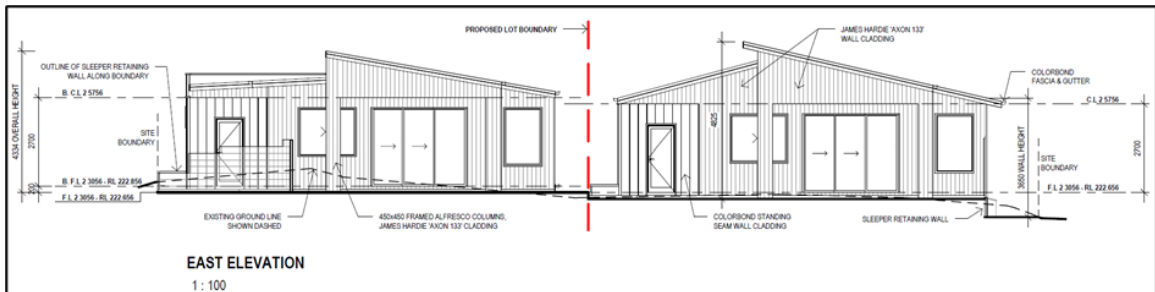 PROPOSED LOT BOUNDARY
JAMES HARDIE 'AXON 133'
WALL CLADDING
OUTLINE OF SLEEPER RETAINING
WALL ALONG BOUNDARY
COLORBOND
FASCIA & GUTTER
B. C.L 2 5756
C.L 2 5756
4334 OVERALL HEIGHT
2700
SITE
BOUNDARY
4825
3650 WALL HEIGHT
SITE
BOUNDARY
2700
B. F.L 2 3056 - RL 222 856
200
F.L 2 3056 - RL 222 656
F.L 2 3056 - RL 222 656
EXISTING GROUND LINE
SHOWN DASHED
450x450 FRAMED ALFRESCO COLUMNS,
JAMES HARDIE 'AXON 133' CLADDING
COLORBOND STANDING
SEAM WALL CLADDING
SLEEPER RETAINING WALL
EAST ELEVATION
1 : 100